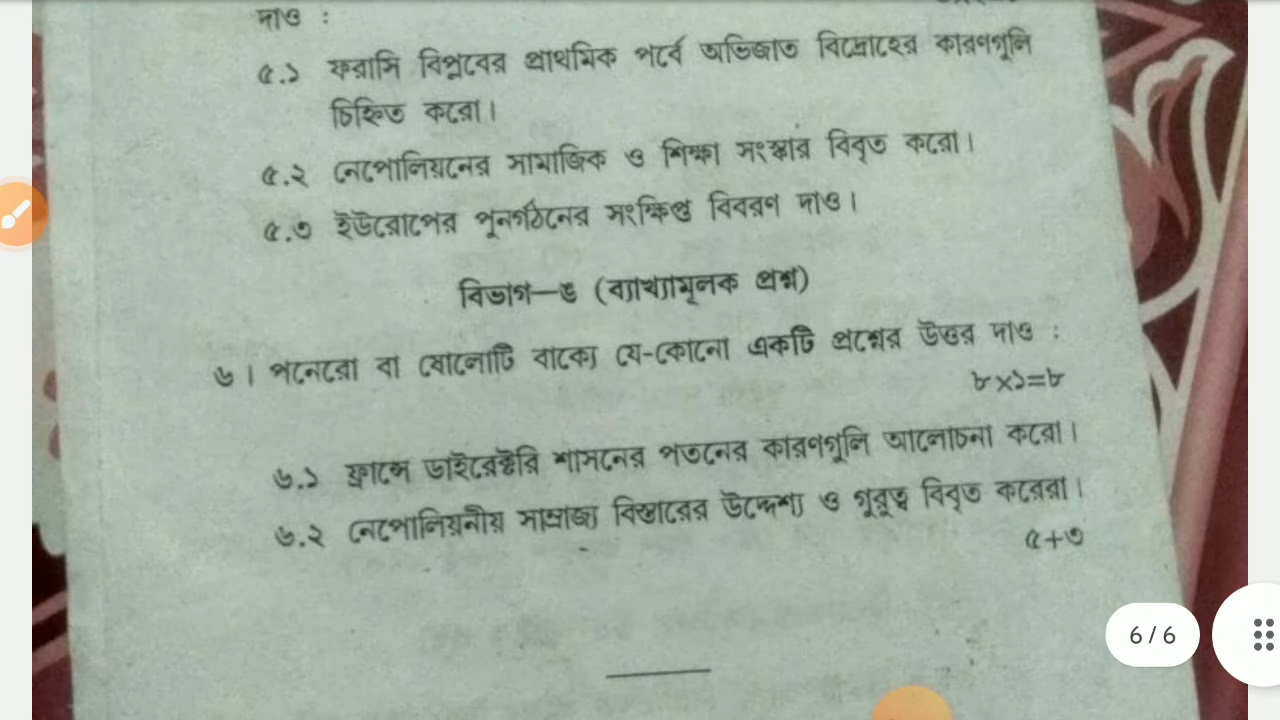 দাও :
৫.১ ফরাসি বিপ্লবের প্রাথমিক পর্বে অভিজাত বিদ্রোহের কারণগুলি
চিহ্নিত করো।
৫.২ নেপোলিয়নের সামাজিক ও শিক্ষা সংস্কার বিবৃত করো।
৫.৩ ইউরোপের পুনর্গঠনের সংক্ষিপ্ত বিবরণ দাও।
বিভাগ—ঙ (ব্যাখ্যামূলক প্রশ্ন)
৬। পনেরো বা ষোলোটি বাক্যে যে-কোনো একটি প্রশ্নের উত্তর দাও :
৮×১=৮
৬.১ ফ্রান্সে ডাইরেক্টরি শাসনের পতনের কারণগুলি আলোচনা করো।
৬.২ নেপোলিয়নীয় সাম্রাজ্য বিস্তারের উদ্দেশ্য ও গুরুত্ব বিবৃত করেরা।
৫+৩
6 / 6